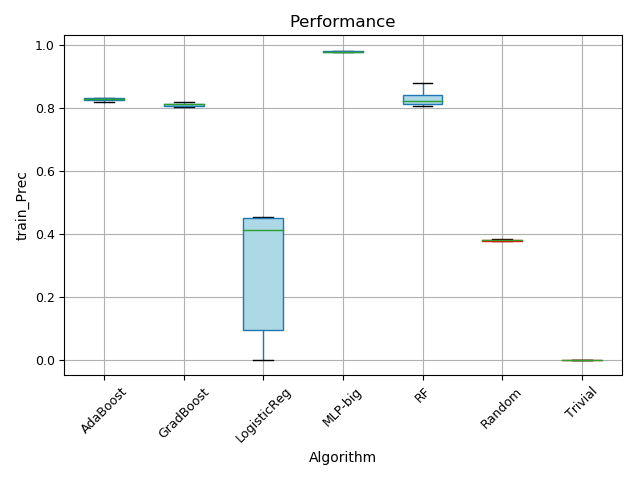 Performance
train_Prec
1.0
0.8
0.6
0.4
0.2
0.0
AdaBoost
GradBoost
LogisticReg
MLP-big
RF
Random
Trivial
Algorithm